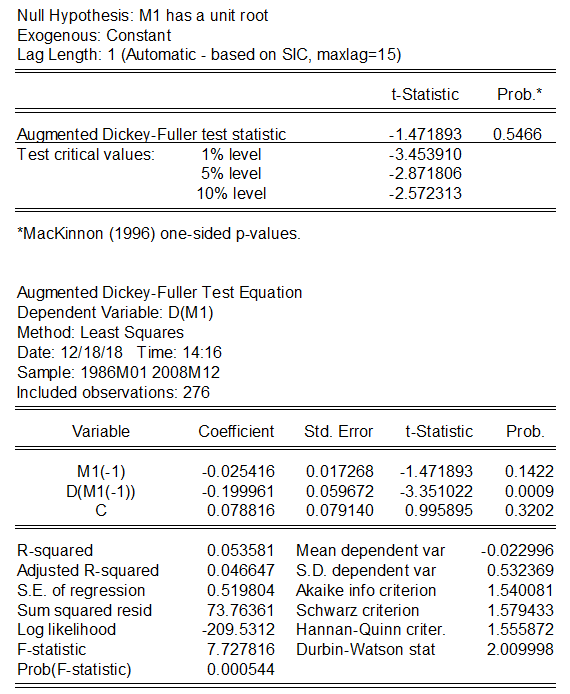 Null Hypothesis: M1 has a unit root
Exogenous: Constant
Lag Length: 1 (Automatic - based on SIC, maxlag=15)
t-Statistic Prob.*
Augmented Dickey-Fuller test statistic -1.471893 0.5466
Test critical values: 1% level -3.453910
5% level -2.871806
10% level -2.572313
*MacKinnon (1996) one-sided p-values.
Augmented Dickey-Fuller Test Equation
Dependent Variable: D(M1)
Method: Least Squares
Date: 12/18/18 Time: 14:16
Sample: 1986M01 2008M12
Included observations: 276
Variable Coefficient Std. Error t-Statistic Prob.
M1(-1) -0.025416 0.017268 -1.471893 0.1422
D(M1(-1)) -0.199961 0.059672 -3.351022 0.0009
C 0.078816 0.079140 0.995895 0.3202
R-squared 0.053581 Mean dependent var -0.022996
Adjusted R-squared 0.046647 S.D. dependent var 0.532369
S.E. of regression 0.519804 Akaike info criterion 1.540081
Sum squared resid 73.76361 Schwarz criterion 1.579433
Log likelihood -209.5312 Hannan-Quinn criter. 1.555872
F-statistic 7.727816 Durbin-Watson stat 2.009998
Prob(F-statistic) 0.000544